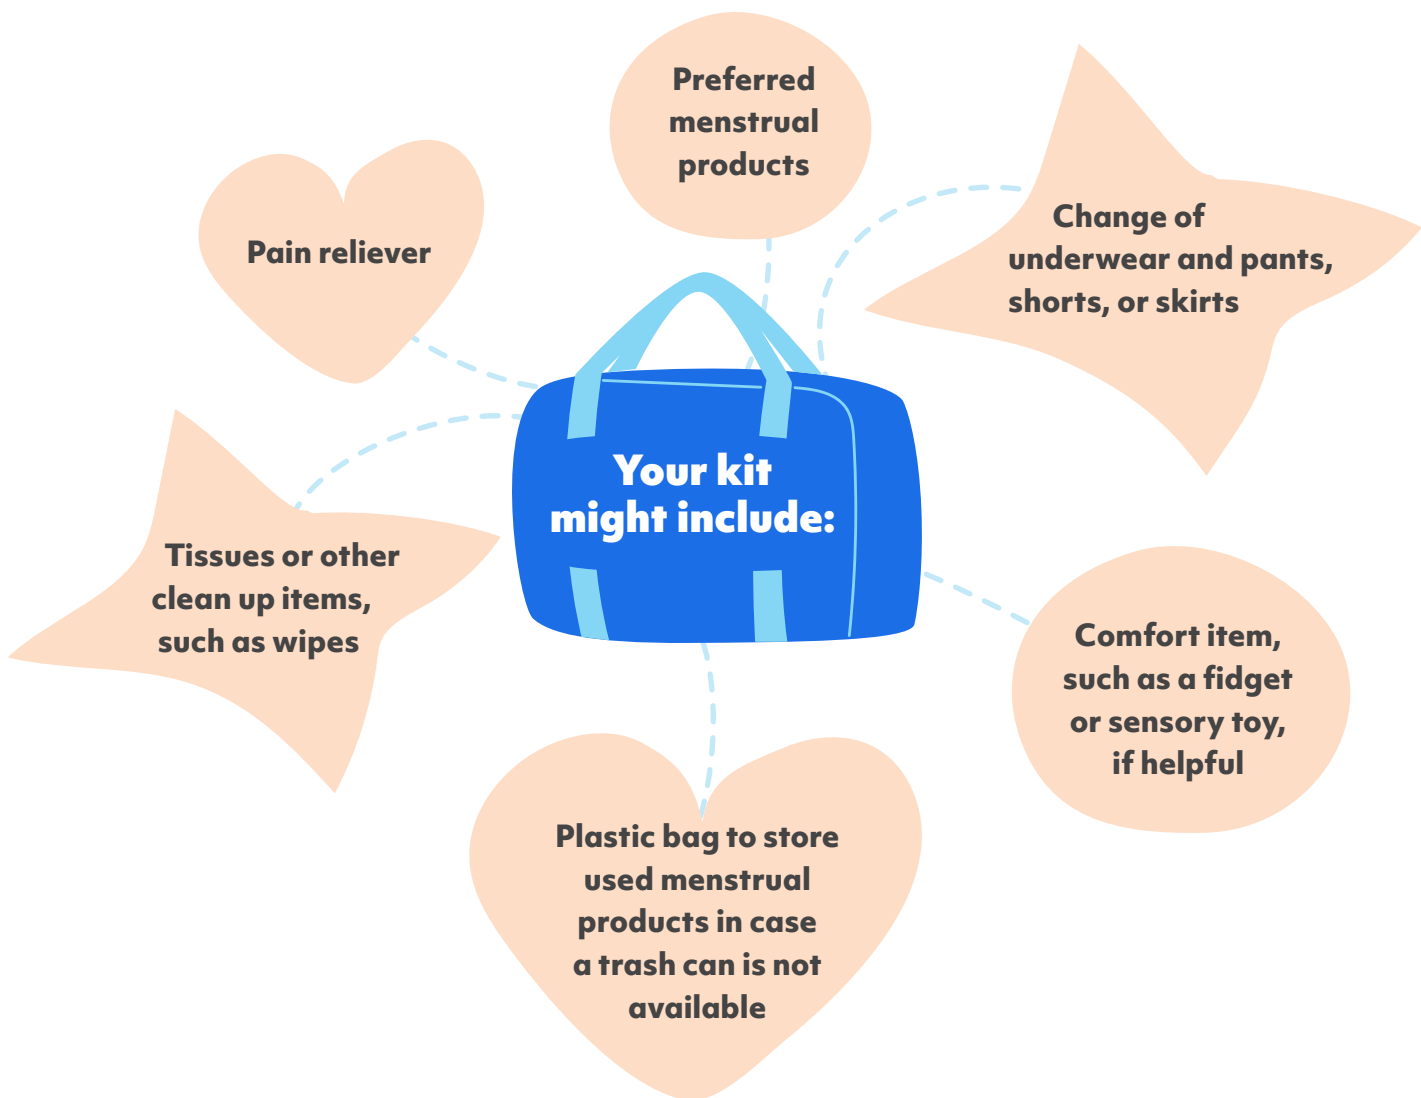 Preferred
menstrual
products
Pain reliever
Change of
underwear and pants,
shorts, or skirts
Your kit
might include:
Tissues or other
clean up items,
such as wipes
Comfort item,
such as a fidget
or sensory toy,
if helpful
Plastic bag to store
used menstrual
products in case
a trash can is not
available